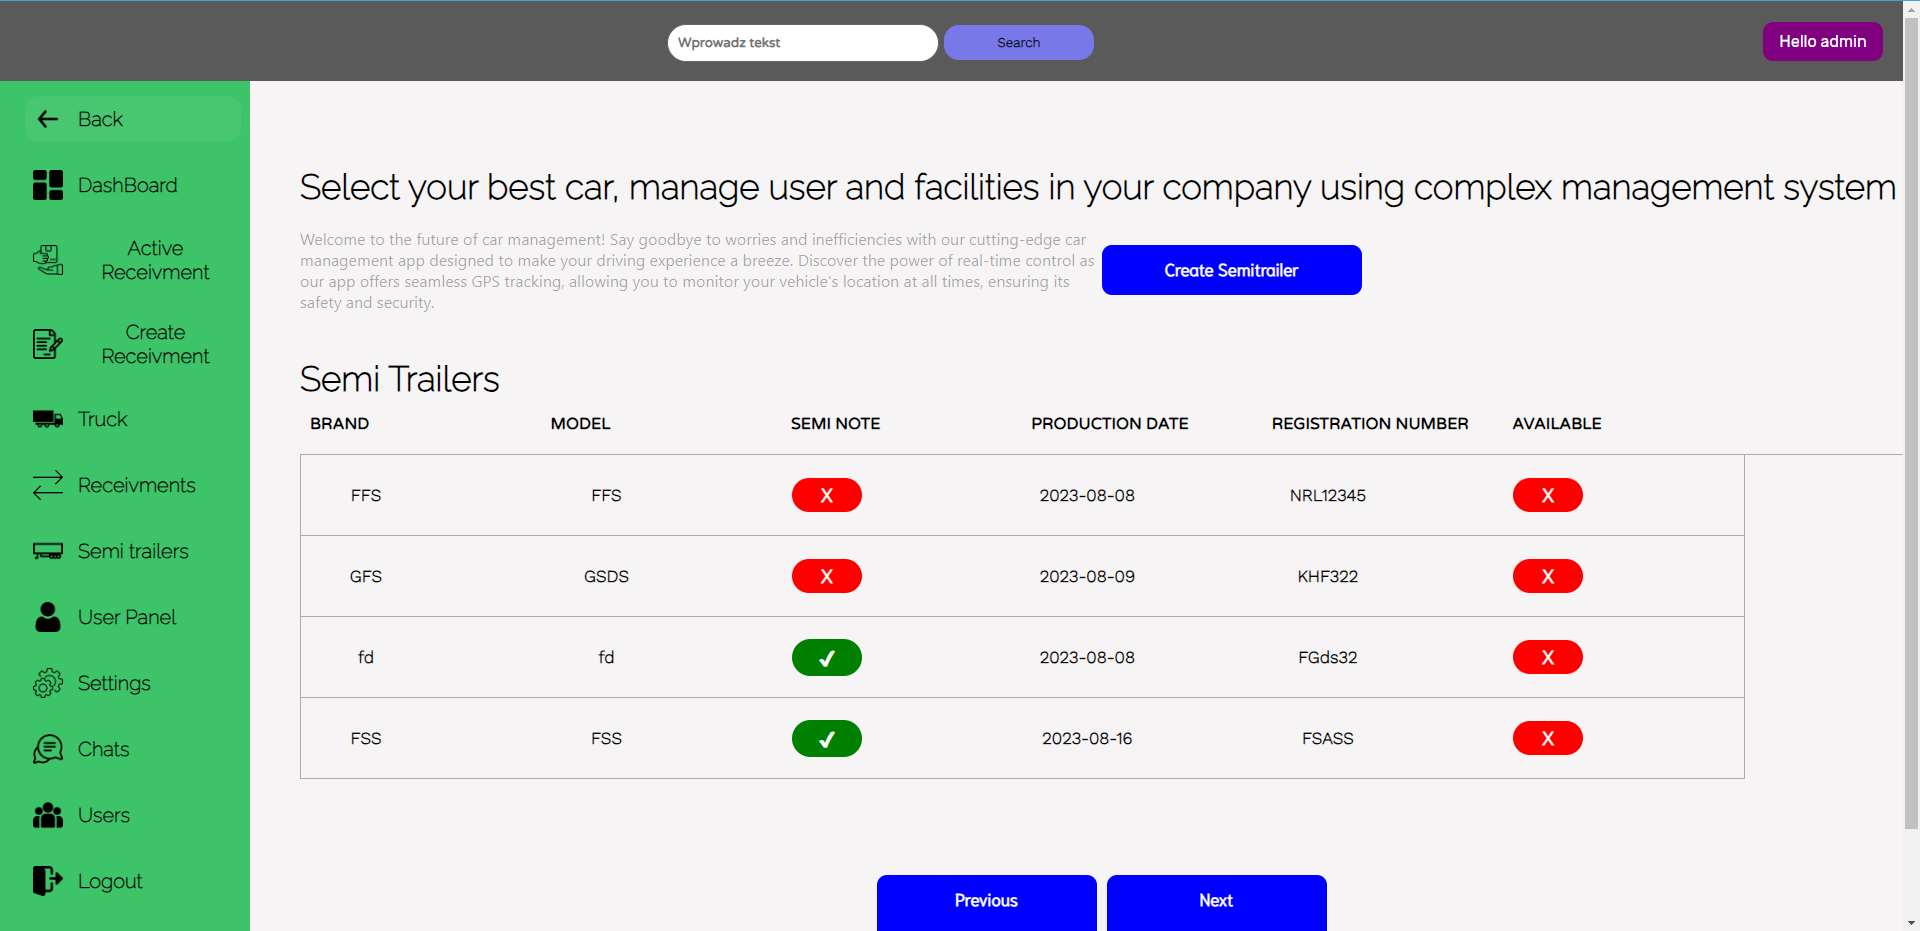 Wprowadz tekst
Search
Hello admin
Back
DashBoard
Active
Receivment
Create
Receivment
Truck
Receivments
Semi trailers
User Panel
Settings
Chats
Users
Logout
Select your best car, manage user and facilities in your company using complex management system
Welcome to the future of car management! Say goodbye to worries and inefficiencies with our cutting-edge car
management app designed to make your driving experience a breeze. Discover the power of real-time control as
our app offers seamless GPS tracking, allowing you to monitor your vehicle's location at all times, ensuring its
safety and security.
Create Semitrailer
Semi Trailers
BRAND MODEL SEMI NOTE PRODUCTION DATE REGISTRATION NUMBER AVAILABLE
FFS FFS X 2023-08-08 NRL12345 X
GFS GSDS X 2023-08-09 KHF322 X
fd fd ✓ 2023-08-08 FGds32 X
FSS FSS ✓ 2023-08-16 FSASS X
Previous
Next